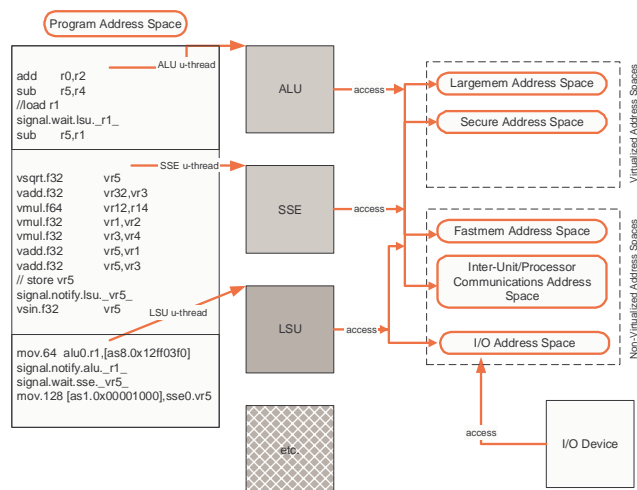 Program Address Space
ALU u-thread
add r0,r2
sub r5,r4
//load r1
signal.wait.lsu._r1_
sub r5,r1
SSE u-thread
vsqrt.f32 vr5
vadd.f32 vr32,vr3
vmul.f64 vr12,r14
vmul.f32 vr1,vr2
vmul.f32 vr3,vr4
vadd.f32 vr5,vr1
vadd.f32 vr5,vr3
// store vr5
signal.notify.lsu._vr5_
vsin.f32 vr5
LSU u-thread
mov.64 alu0.r1,[as8.0x12ff03f0]
signal.notify.alu._r1_
signal.wait.sse._vr5_
mov.128 [as1.0x00001000],sse0.vr5
ALU
SSE
LSU
etc.
access
access
access
Largemem Address Space
Secure Address Space
Virtualized Address Spaces
Fastmem Address Space
Inter-Unit/Processor
Communications Address
Space
I/O Address Space
Non-Virtualized Address Spaces
access
I/O Device